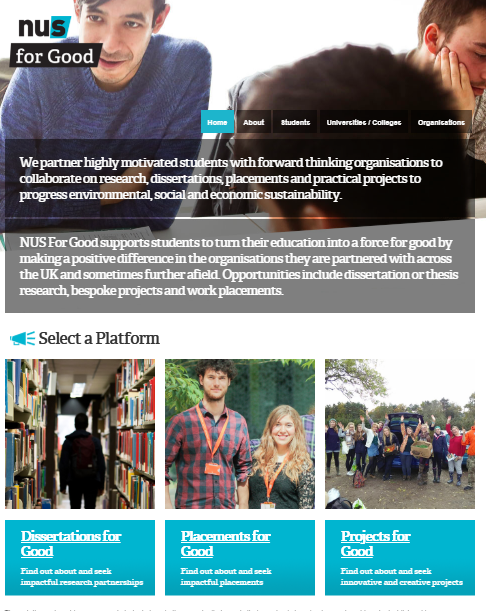 nus
for Good
Home About Students Universities / Colleges Organisations
We partner highly motivated students with forward thinking organisations to
collaborate on research, dissertations, placements and practical projects to
progress environmental, social and economic sustainability.
NUS For Good supports students to turn their education into a force for good by
making a positive difference in the organisations they are partnered with across
the UK and sometimes further afield. Opportunities include dissertation or thesis
research, bespoke projects and work placements.
Select a Platform
Dissertations for
Good
Find out about and seek
impactful research partnerships
Placements for
Good
Find out about and seek
impactful placements
Projects for
Good
Find out about and seek
innovative and creative projects